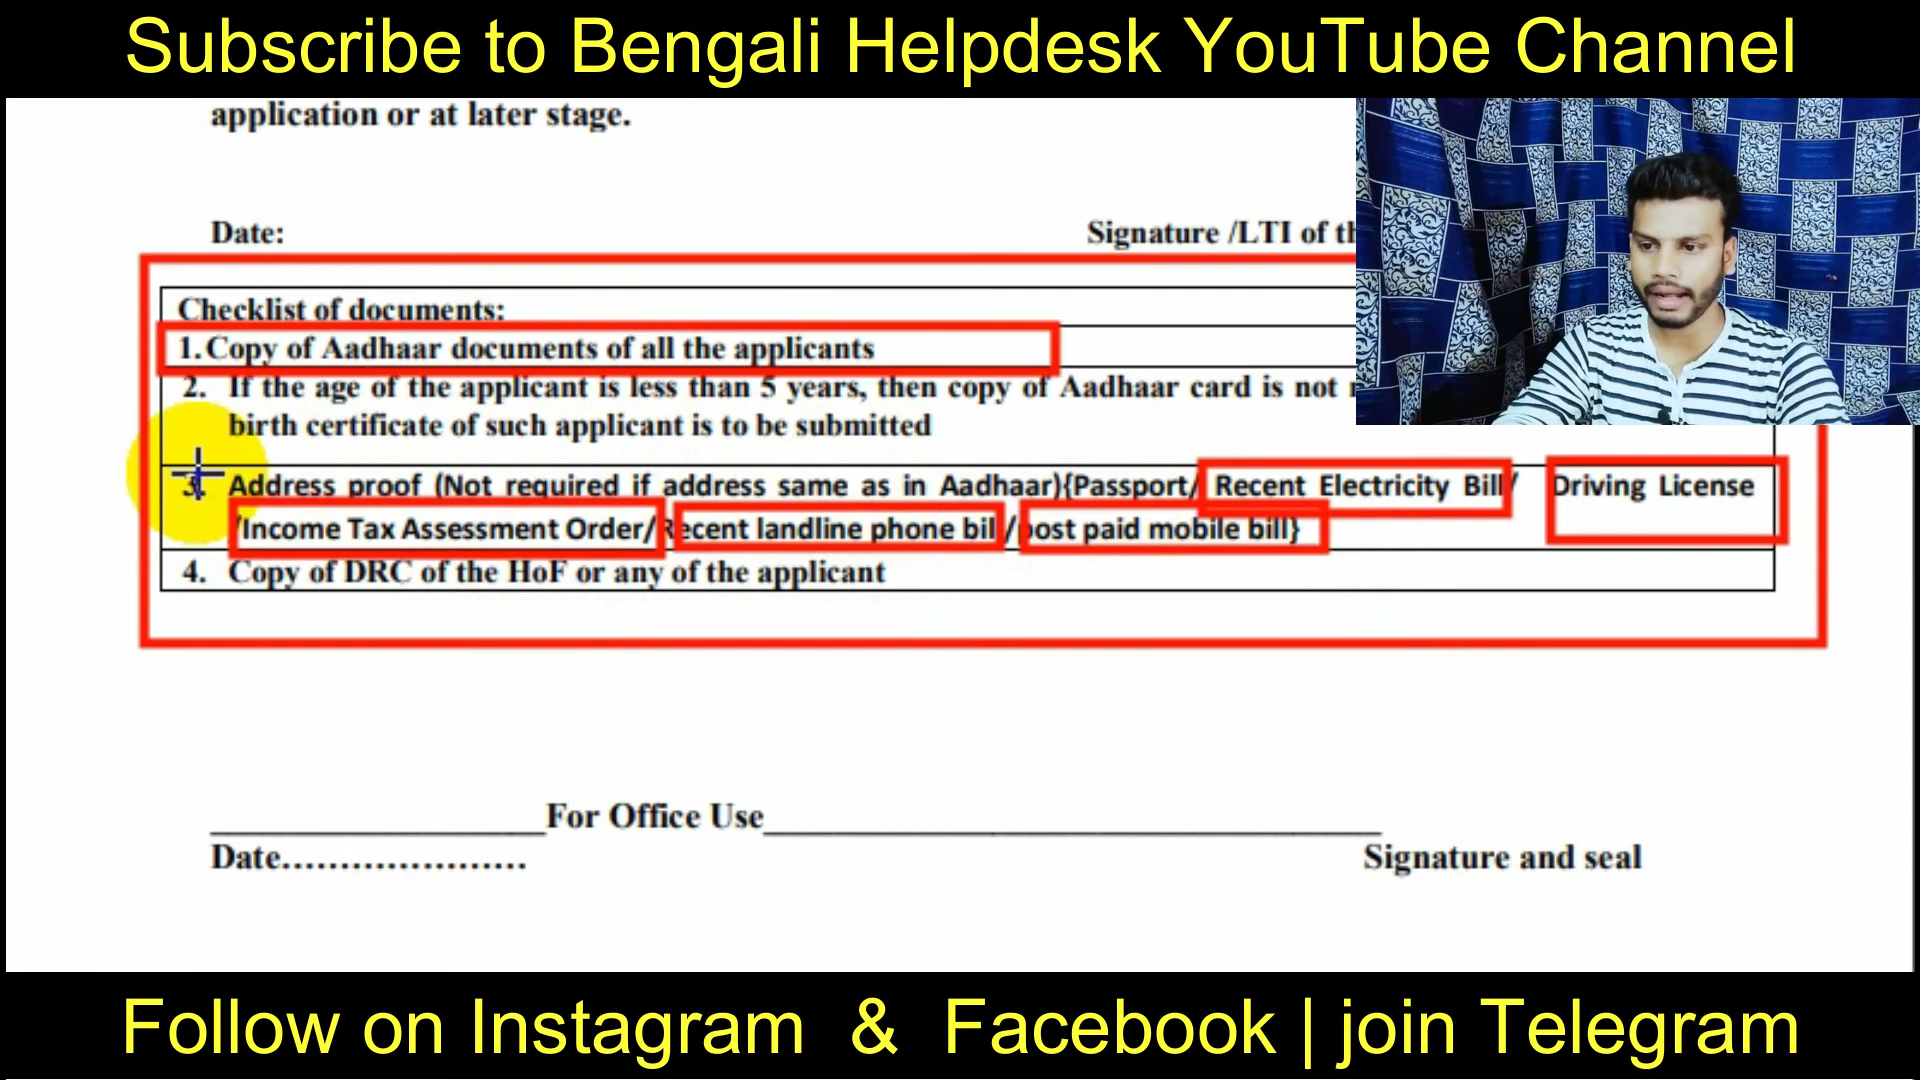 Subscribe to Bengali Helpdesk YouTube Channel
application or at later stage.
Date: Signature /LTI of
Checklist of documents:
1. Copy of Aadhaar documents of all the applicants
2. If the age of the applicant is less than 5 years, then copy of Aadhaar card is not
birth certificate of such applicant is to be submitted
3. Address proof (Not required if address same as in Aadhaar){Passport/ Recent Electricity Bill/ Driving License
/Income Tax Assessment Order/Recent landline phone bill/post paid mobile bill}
4. Copy of DRC of the HoF or any of the applicant
For Office Use
Date..................... Signature and seal
Follow on Instagram & Facebook | join Telegram